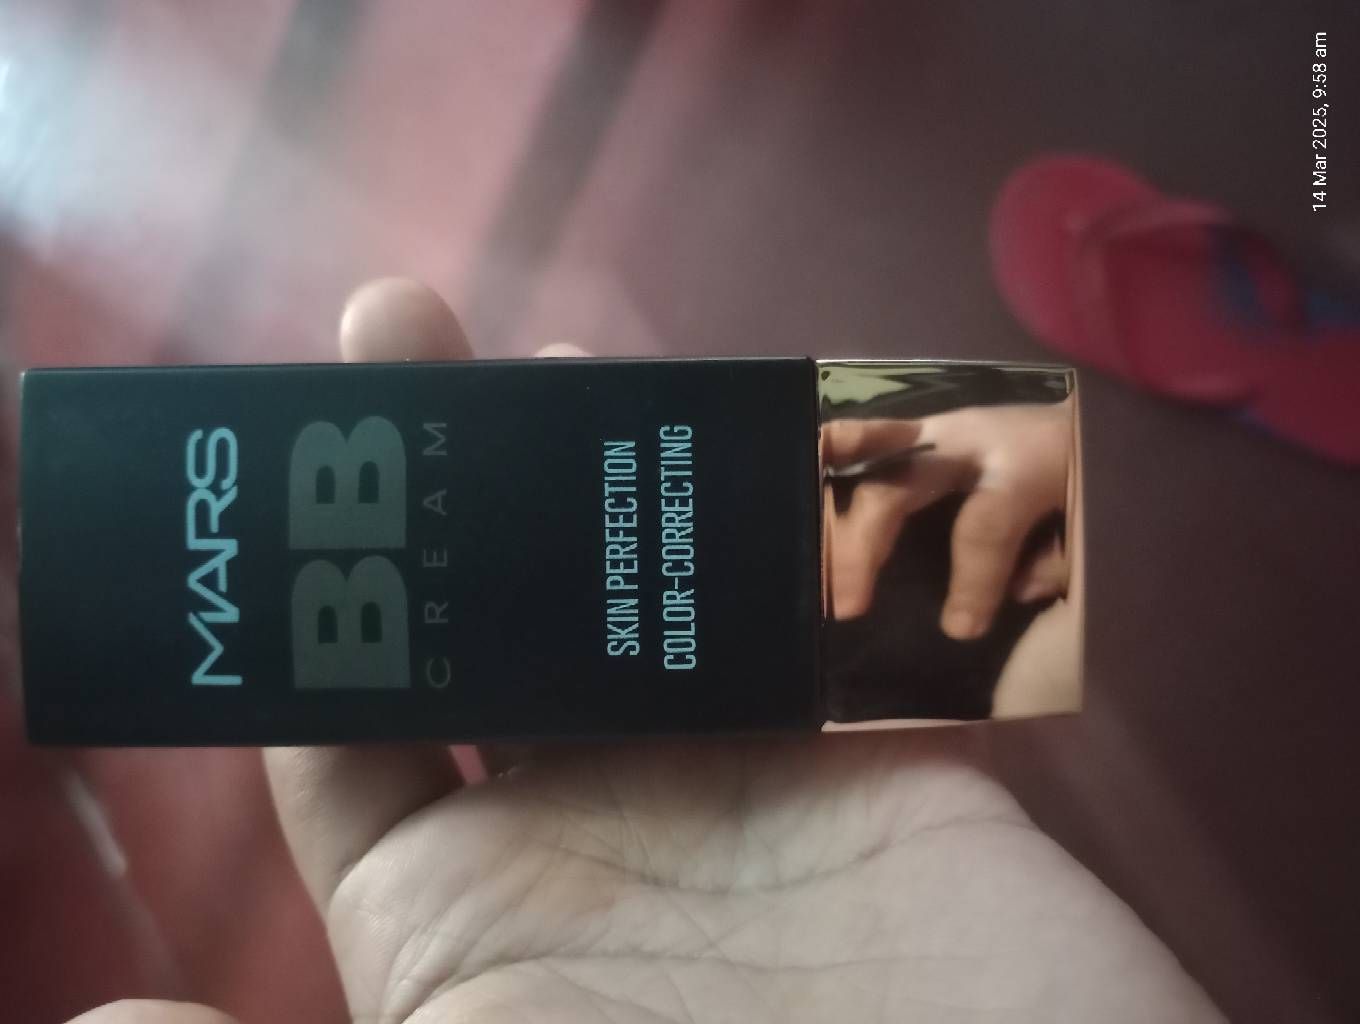 MARS
BB
CREAM
SKIN PERFECTION
COLOR-CORRECTING
14 Mar 2025, 9:58 am